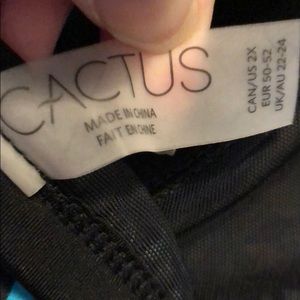 CACTUS
MADE IN CHINA
FAIT EN CHINE
CAN/US 2X
EUR 50-52
UK/AU 22-24